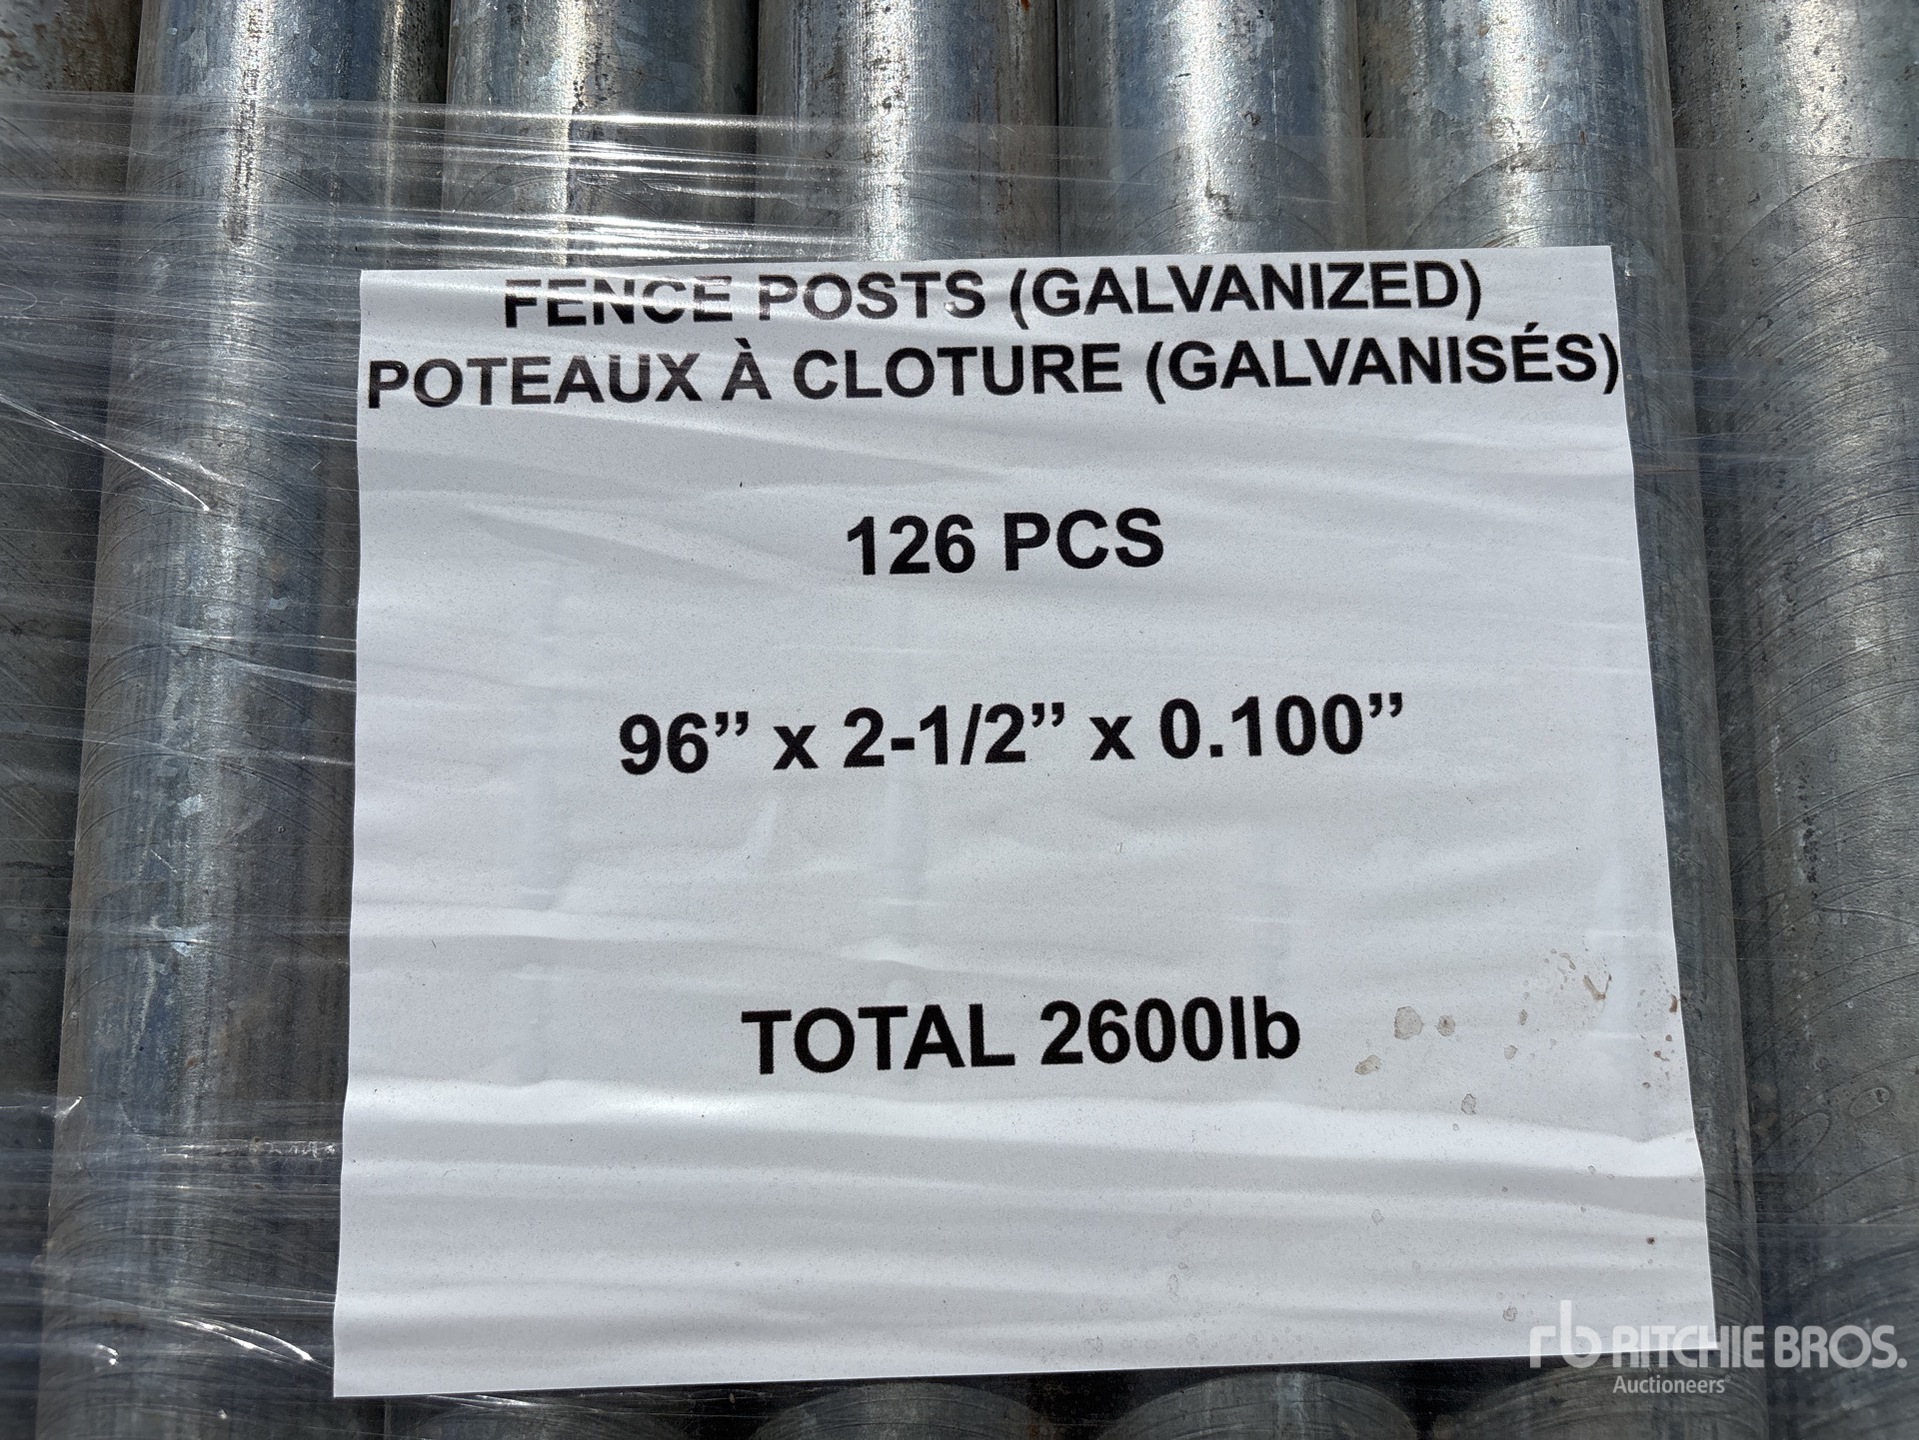 FENCE POSTS (GALVANIZED)
POTEAUX À CLOTURE (GALVANISÉS)
126 PCS
96” x 2-1/2” x 0.100”
TOTAL 2600lb
rb RITCHIE BROS.
Auctioneers